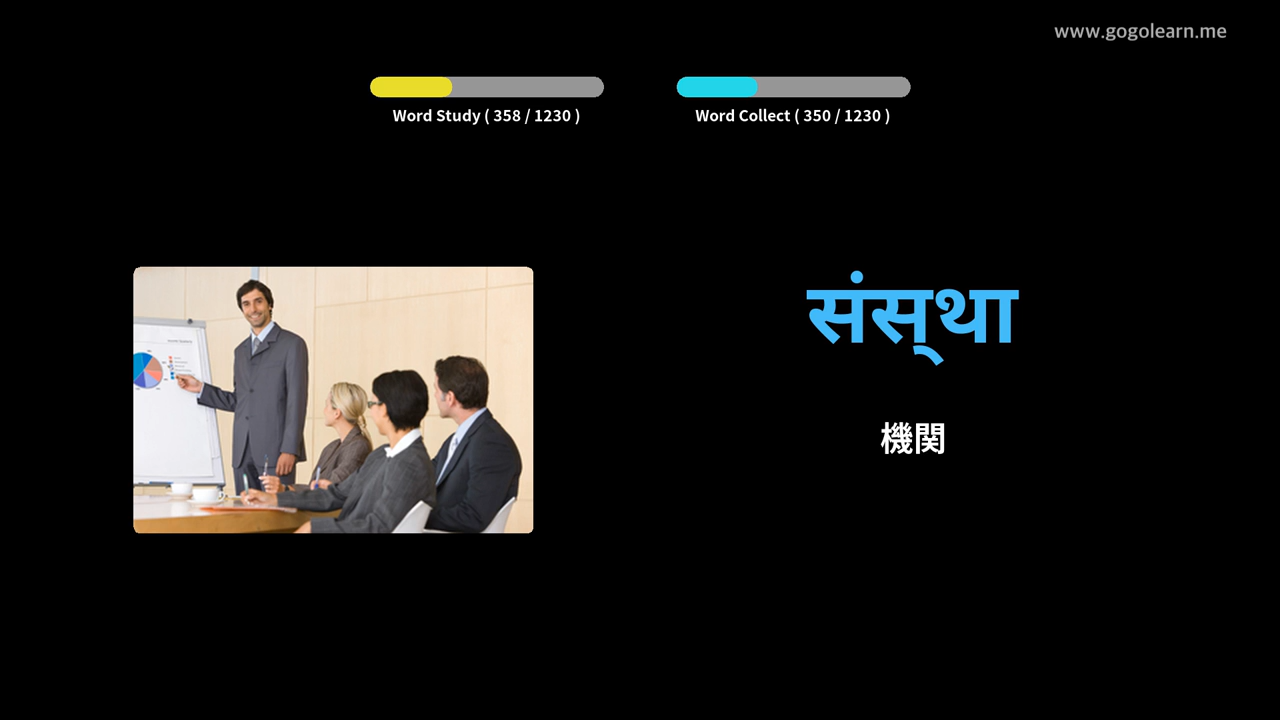 www.gogolearn.me
Word Study ( 358 / 1230 )
Word Collect ( 350 / 1230 )
संस्‌था
機関